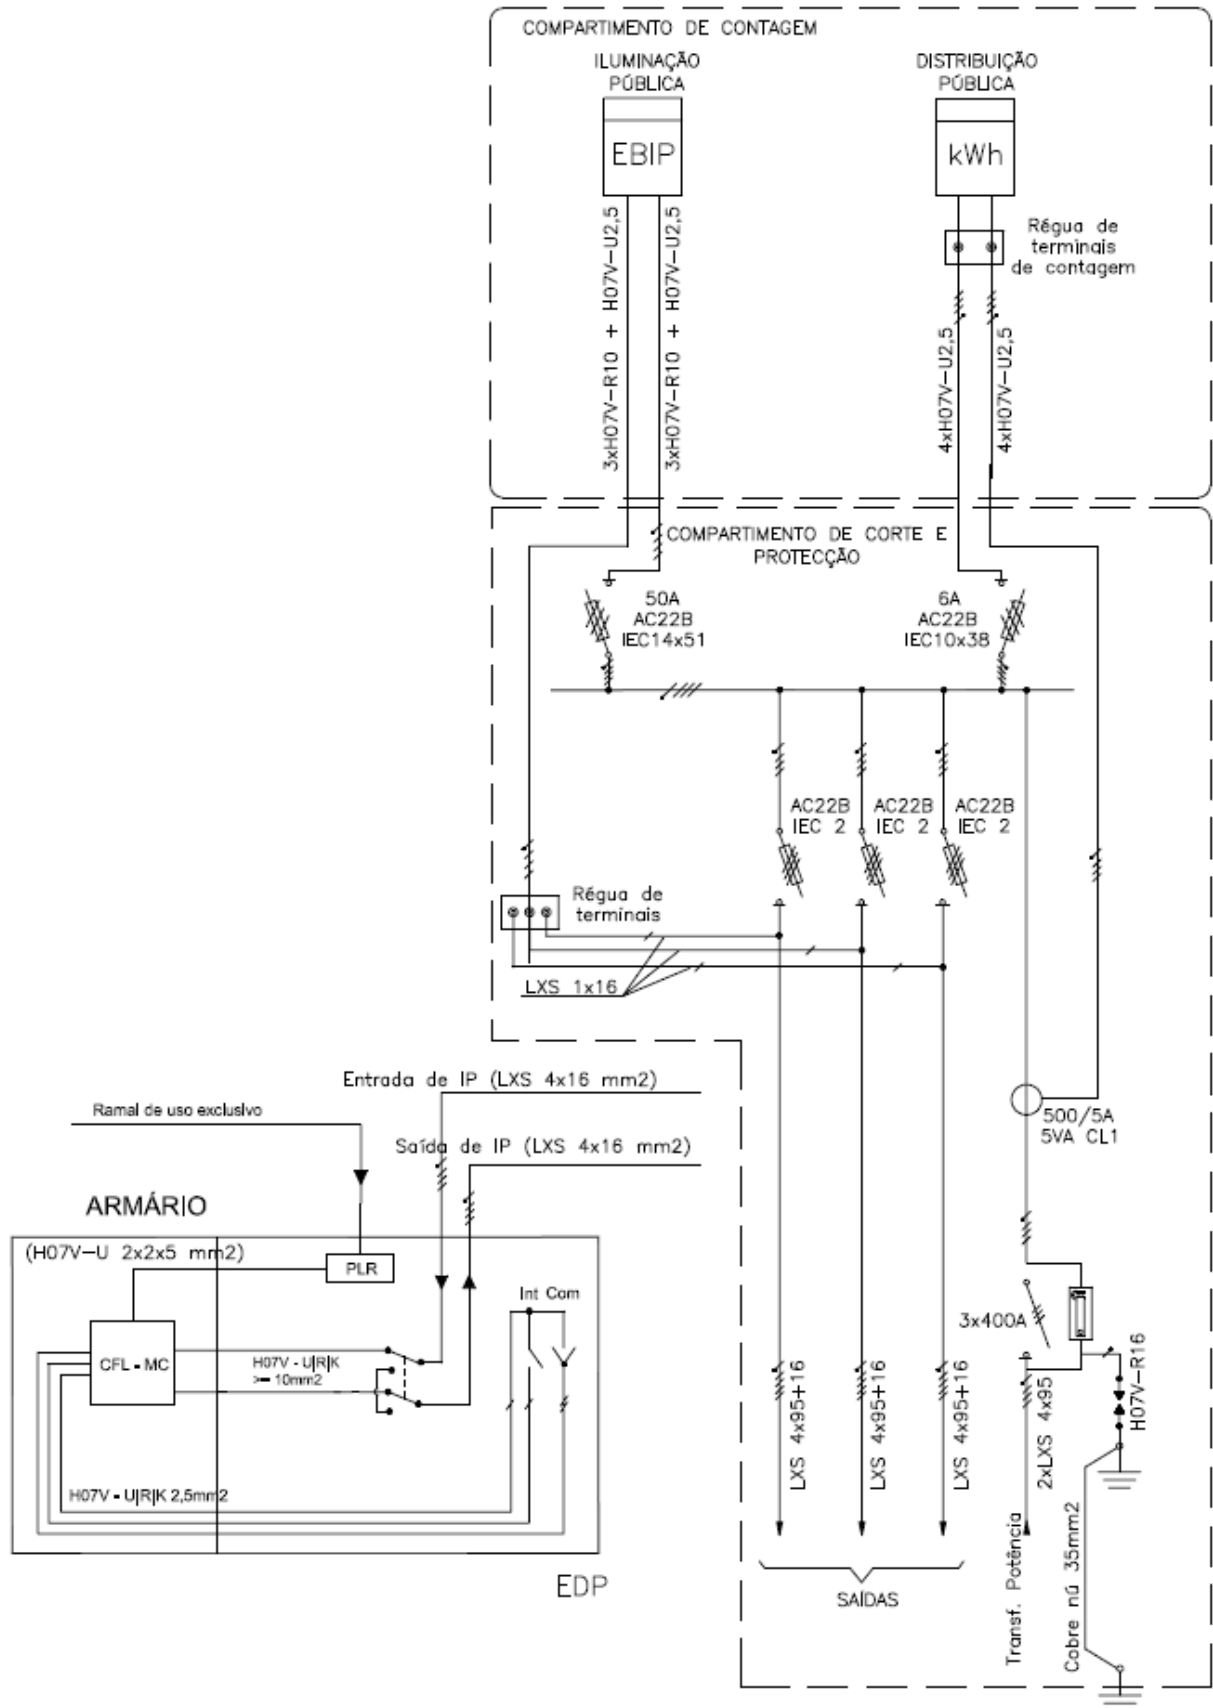 COMPARTIMENTO DE CONTAGEM
ILUMINAÇÃO
PÚBLICA
DISTRIBUIÇÃO
PÚBLICA
EBIP
kWh
Régua de
terminais
de contagem
3xH07V-R10 + H07V-U2,5
3xH07V-R10 + H07V-U2,5
4xH07V-U2,5
4xH07V-U2,5
COMPARTIMENTO DE CORTE E
PROTECÇÃO
50A
AC22B
IEC14x51
6A
AC22B
IEC10x38
AC22B
IEC 2
AC22B
IEC 2
AC22B
IEC 2
Régua de
terminais
LXS 1x16
Entrada de IP (LXS 4x16 mm2)
Ramal de uso exclusivo
Saída de IP (LXS 4x16 mm2)
500/5A
5VA CL1
ARMÁRIO
(H07V-U 2x2x5 mm2)
PLR
Int Com
CFL - MC
H07V - U|R|K
>= 10mm2
H07V - U|R|K 2,5mm2
EDP
3x400A
H07V-R16
LXS 4x95+16
LXS 4x95+16
LXS 4x95+16
2xLXS 4x95
Transf. Potência
Cobre nú 35mm2
SAÍDAS